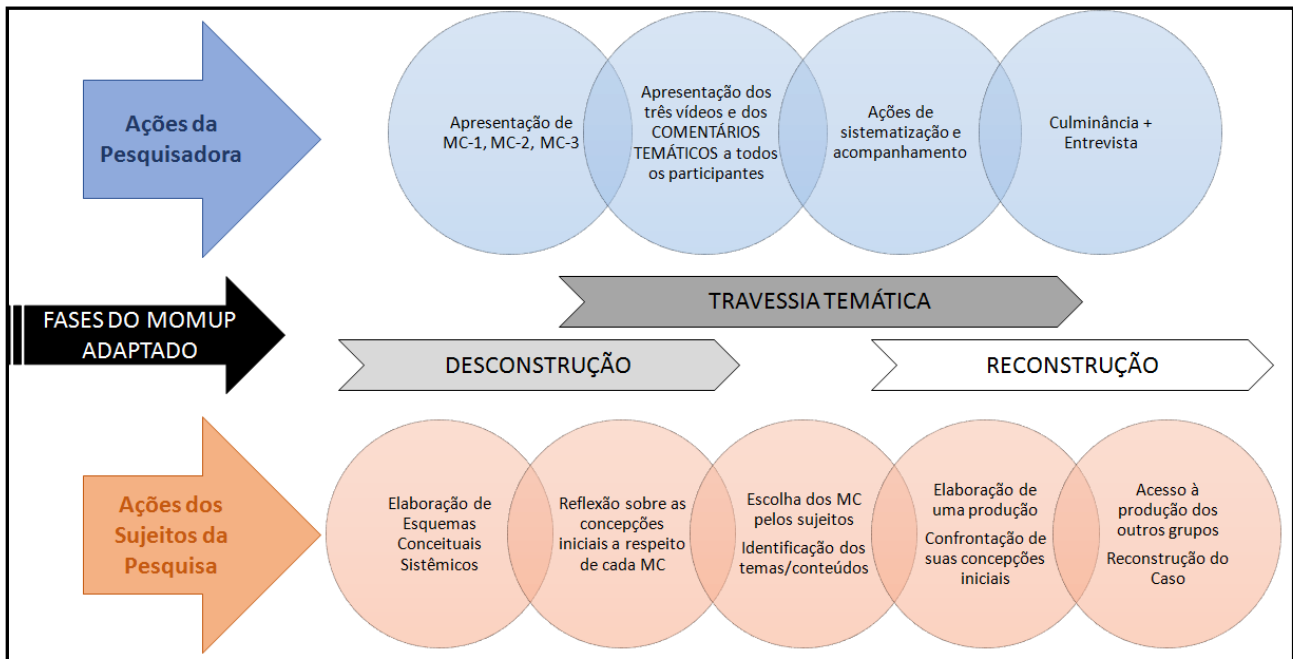 Ações da
Pesquisadora
Apresentação de
MC-1, MC-2, MC-3
Apresentação dos
três vídeos e dos
COMENTÁRIOS
TEMÁTICOS a todos
os participantes
Ações de
sistematização e
acompanhamento
Culminância +
Entrevista
FASES DO MOMUP
ADAPTADO
TRAVESSIA TEMÁTICA
DESCONSTRUÇÃO
RECONSTRUÇÃO
Ações dos
Sujeitos da
Pesquisa
Elaboração de
Esquemas
Conceituais
Sistêmicos
Reflexão sobre as
concepções
iniciais a respeito
de cada MC
Escolha dos MC
pelos sujeitos
Identificação dos
temas/conteúdos
Elaboração de
uma produção
Confrontação de
suas concepções
iniciais
Acesso à
produção dos
outros grupos
Reconstrução do
Caso